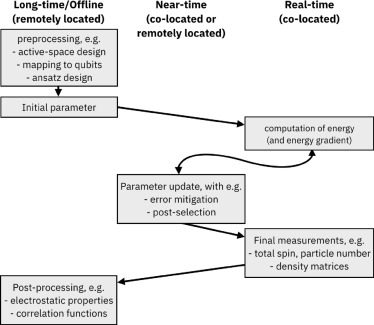 Long-time/Offline
(remotely located)
Near-time
(co-located or
remotely located)
Real-time
(co-located)
preprocessing, e.g.
- active-space design
- mapping to qubits
- ansatz design
Initial parameter
computation of energy
(and energy gradient)
Parameter update, with e.g.
- error mitigation
- post-selection
Final measurements, e.g.
- total spin, particle number
- density matrices
Post-processing, e.g.
- electrostatic properties
- correlation functions